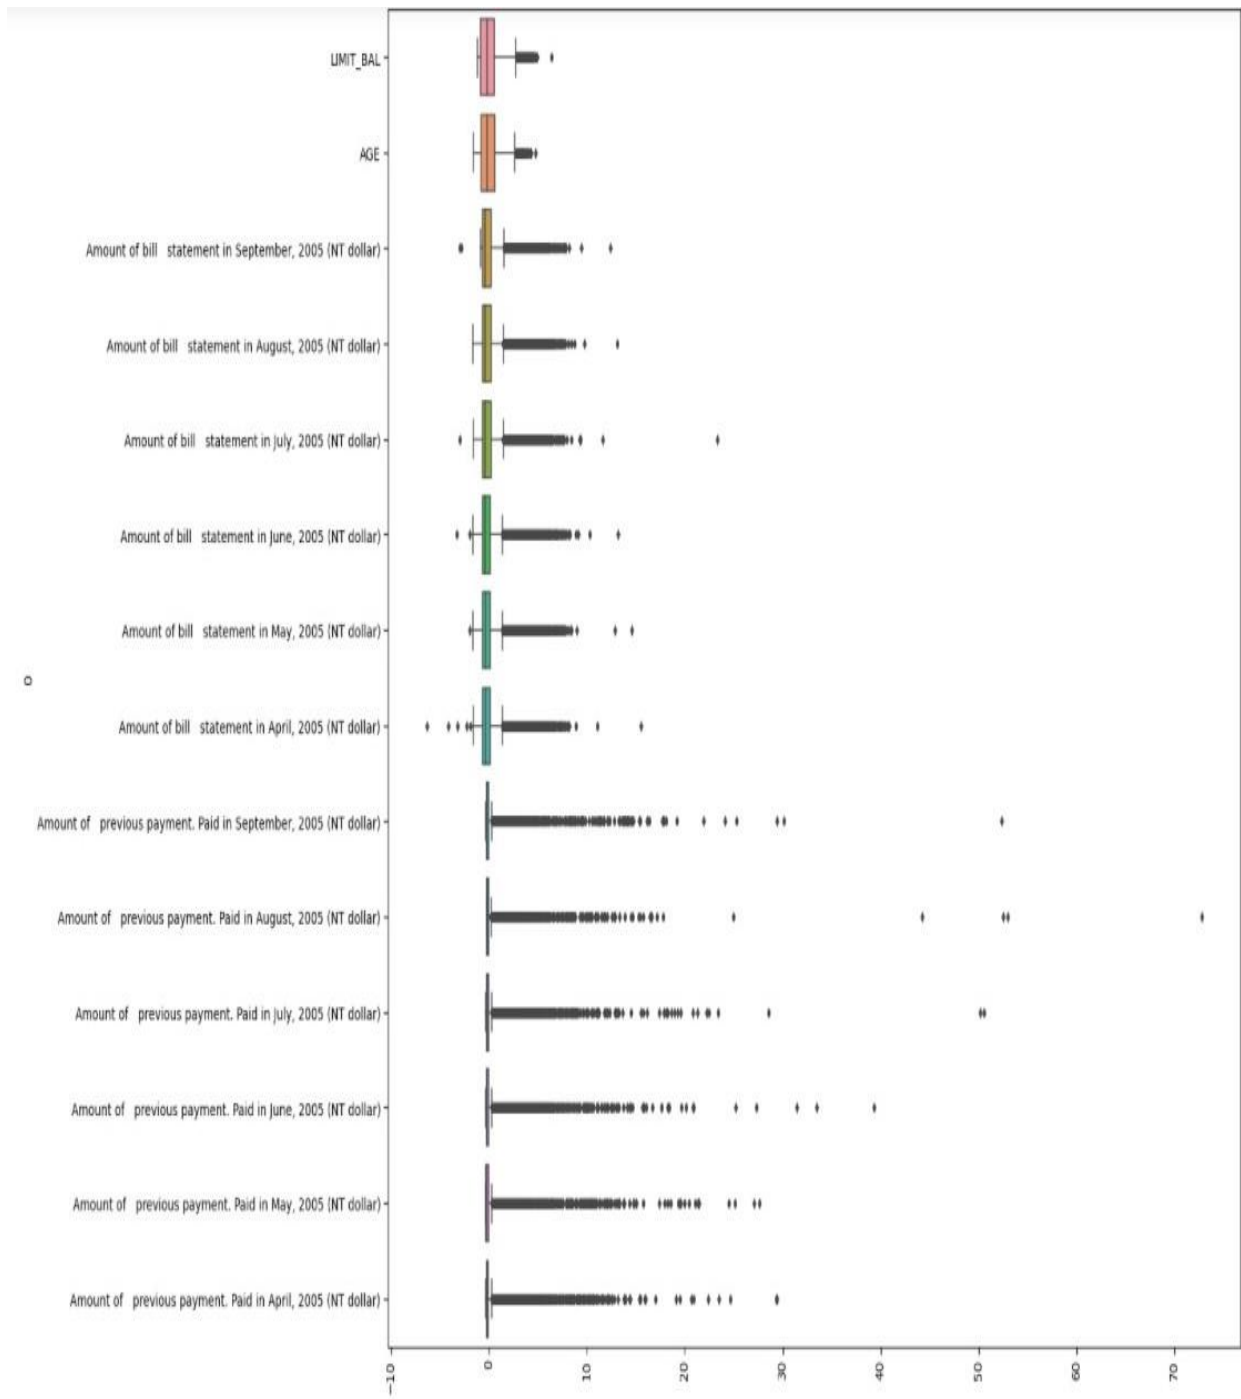 LIMIT_BAL
AGE
Amount of bill statement in September, 2005 (NT dollar)
Amount of bill statement in August, 2005 (NT dollar)
Amount of bill statement in July, 2005 (NT dollar)
Amount of bill statement in June, 2005 (NT dollar)
Amount of bill statement in May, 2005 (NT dollar)
0
Amount of bill statement in April, 2005 (NT dollar)
Amount of previous payment. Paid in September, 2005 (NT dollar)
Amount of previous payment. Paid in August, 2005 (NT dollar)
Amount of previous payment. Paid in July, 2005 (NT dollar)
Amount of previous payment. Paid in June, 2005 (NT dollar)
Amount of previous payment. Paid in May, 2005 (NT dollar)
Amount of previous payment. Paid in April, 2005 (NT dollar)
−10 0 10 20 30 40 50 60 70